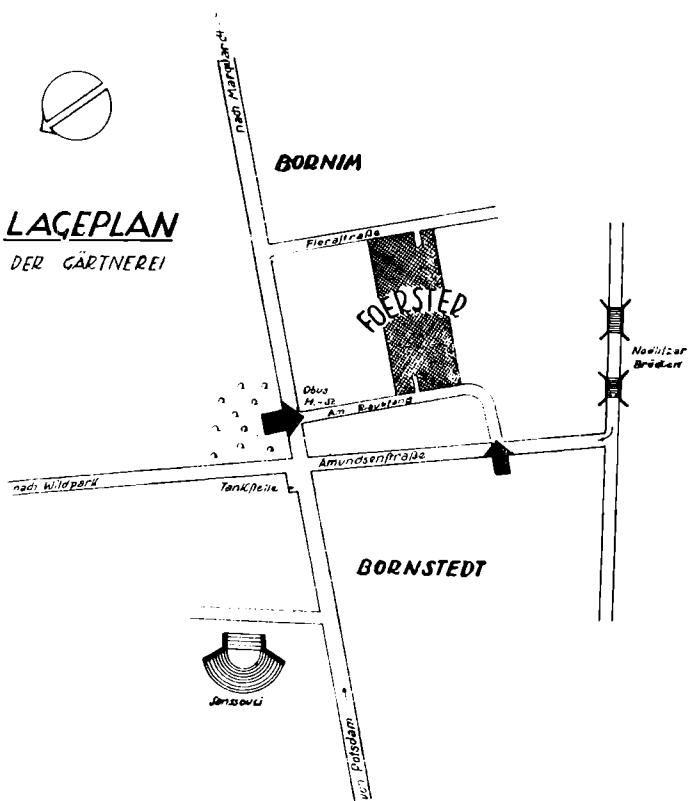 nach Marquardt
BORNIM
LAGEPLAN
DER GÄRTNEREI
Florastraße
FOERSTER
Nedlitzer
Brücken
Obus
H.-St.
Am Raubfang
Amundsenstraße
nach Wildpark
Tankstelle
BORNSTEDT
Sanssouci
von Potsdam